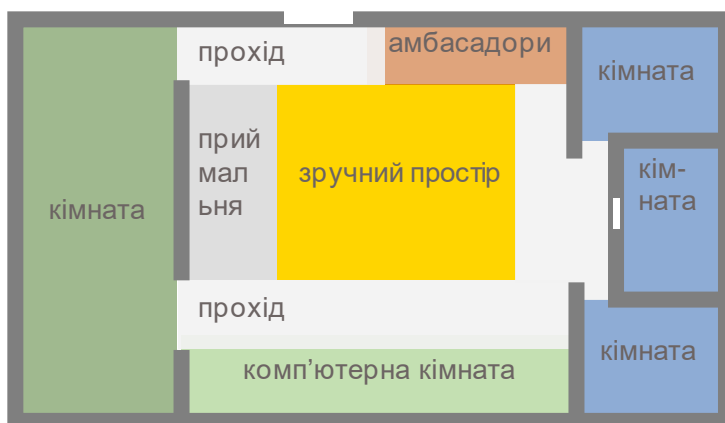 прохід
амбасадори
кімната
прий
мал
ьня
зручний простір
кім-
ната
кімната
прохід
комп’ютерна кімната
кімната